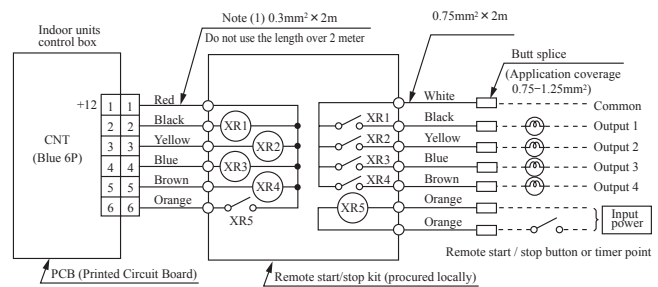 Note (1) 0.3mm² × 2m
0.75mm² × 2m
Indoor units
control box
Do not use the length over 2 meter
Butt splice
(Application coverage
0.75−1.25mm²)
CNT
(Blue 6P)
+12
1 1
2 2
3 3
4 4
5 5
6 6
Red
Black
Yellow
Blue
Brown
Orange
XR1
XR2
XR3
XR4
XR5
XR1
XR2
XR3
XR4
XR5
White
Black
Yellow
Blue
Brown
Orange
Orange
Common
Output 1
Output 2
Output 3
Output 4
Input
power
Remote start / stop button or timer point
PCB (Printed Circuit Board)
Remote start/stop kit (procured locally)